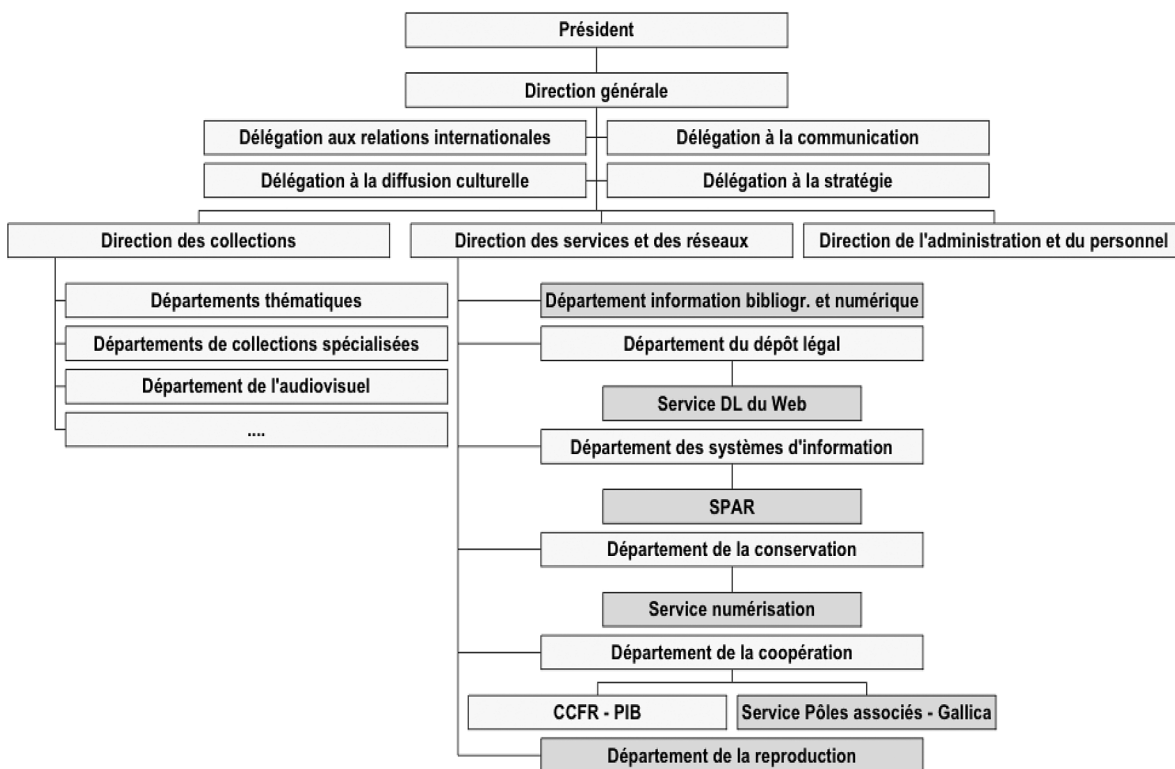 Président
Direction générale
Délégation aux relations internationales
Délégation à la communication
Délégation à la diffusion culturelle
Délégation à la stratégie
Direction des collections
Direction des services et des réseaux
Direction de l'administration et du personnel
Départements thématiques
Départements de collections spécialisées
Département de l'audiovisuel
....
Département information bibliogr. et numérique
Département du dépôt légal
Service DL du Web
Département des systèmes d'information
SPAR
Département de la conservation
Service numérisation
Département de la coopération
CCFR - PIB
Service Pôles associés - Gallica
Département de la reproduction